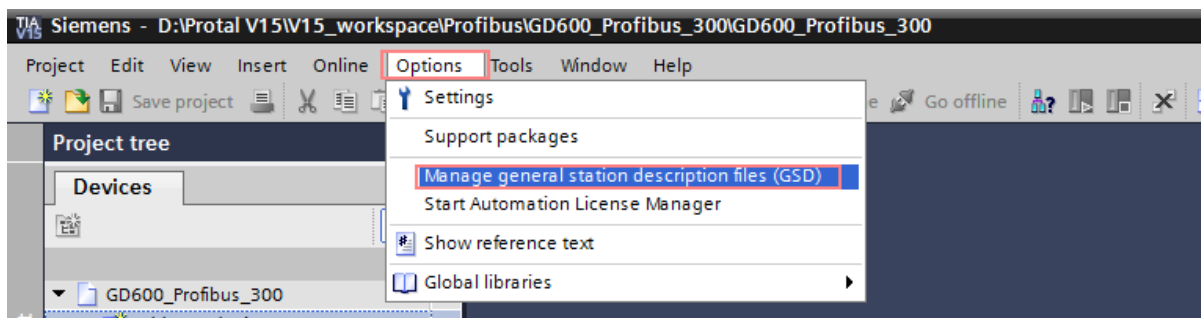 TIA V15 Siemens - D:\Protal V15\V15_workspace\Profibus\GD600_Profibus_300\GD600_Profibus_300
Project Edit View Insert Online Options Tools Window Help
Save project Go offline
Settings
Support packages
Manage general station description files (GSD)
Start Automation License Manager
Show reference text
Global libraries
Project tree
Devices
GD600_Profibus_300